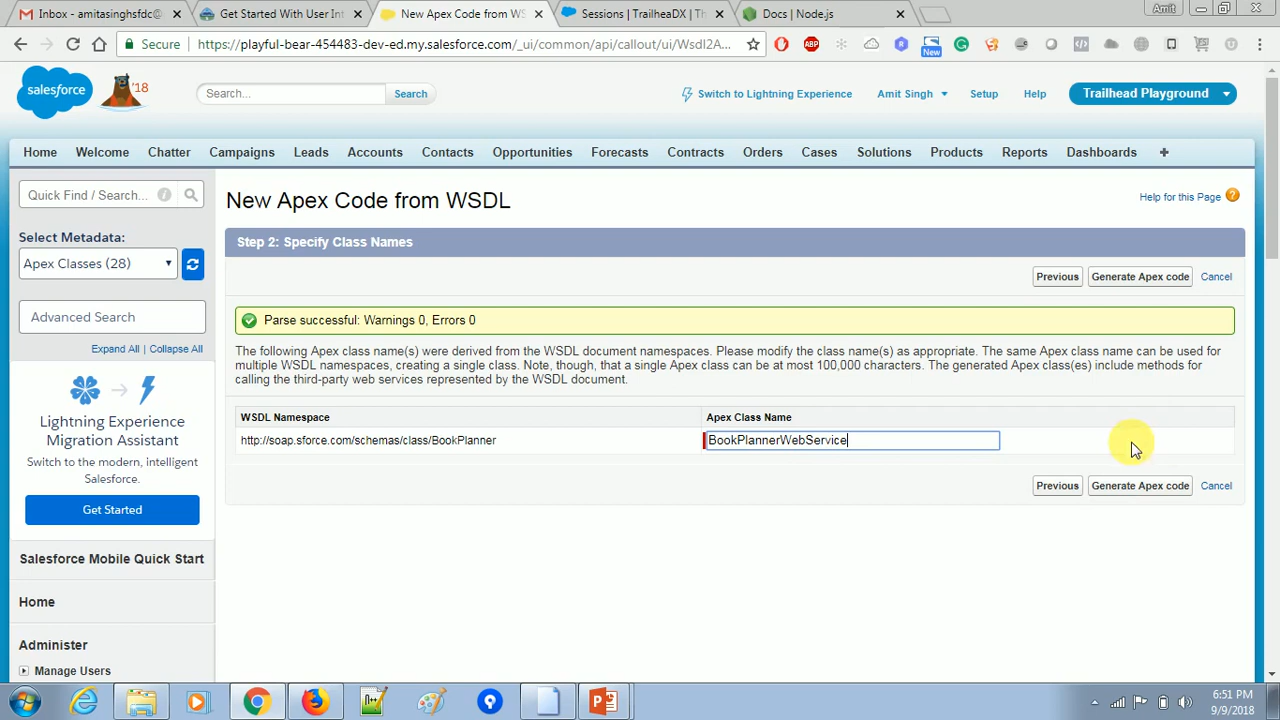 Inbox - amitasinghsfdc@
Get Started With User Int
New Apex Code from WS
Sessions | TrailheaDX | Th
Docs | Node.js
Amit
Secure
https://playful-bear-454483-dev-ed.my.salesforce.com/_ui/common/api/callout/ui/Wsdl2A...
ABP
New
salesforce
'18
Search...
Search
Switch to Lightning Experience
Amit Singh
Setup
Help
Trailhead Playground
Home
Welcome
Chatter
Campaigns
Leads
Accounts
Contacts
Opportunities
Forecasts
Contracts
Orders
Cases
Solutions
Products
Reports
Dashboards
Quick Find / Search...
Select Metadata:
Apex Classes (28)
Advanced Search
Expand All | Collapse All
Lightning Experience
Migration Assistant
Switch to the modern, intelligent
Salesforce.
Get Started
Salesforce Mobile Quick Start
Home
Administer
Manage Users
New Apex Code from WSDL
Help for this Page
Step 2: Specify Class Names
Previous
Generate Apex code
Cancel
Parse successful: Warnings 0, Errors 0
The following Apex class name(s) were derived from the WSDL document namespaces. Please modify the class name(s) as appropriate. The same Apex class name can be used for
multiple WSDL namespaces, creating a single class. Note, though, that a single Apex class can be at most 100,000 characters. The generated Apex class(es) include methods for
calling the third-party web services represented by the WSDL document.
WSDL Namespace
Apex Class Name
http://soap.sforce.com/schemas/class/BookPlanner
BookPlannerWebService
Previous
Generate Apex code
Cancel
6:51 PM
9/9/2018